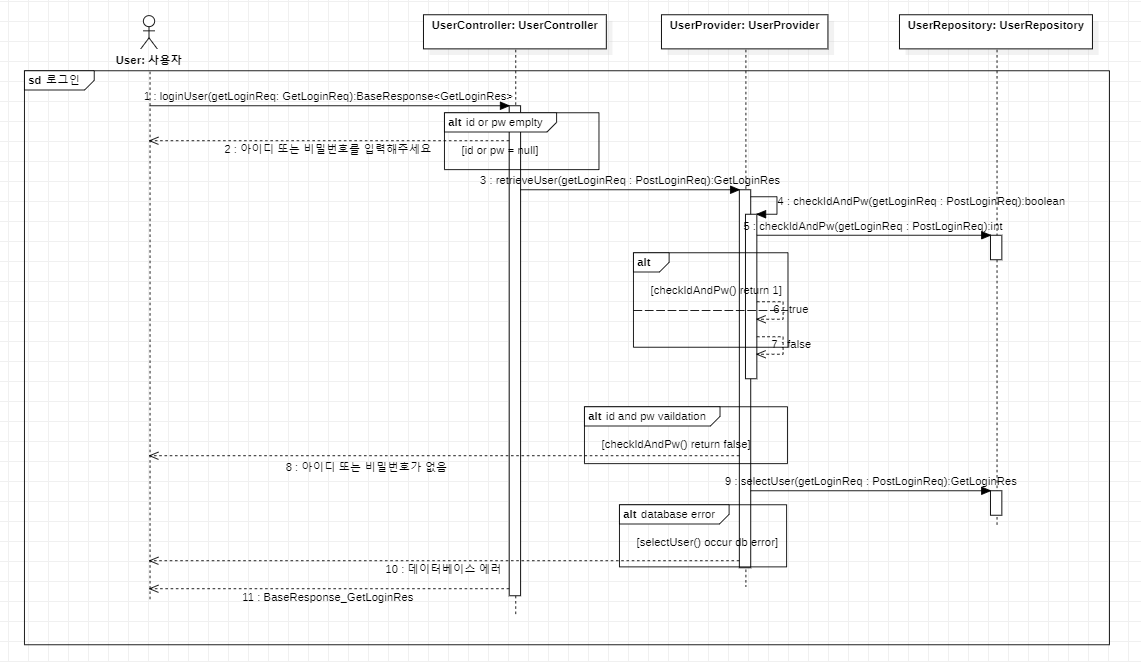 UserController: UserController
UserProvider: UserProvider
UserRepository: UserRepository
User: 사용자
sd 로그인
1 : loginUser(getLoginReq: GetLoginReq):BaseResponse<GetLoginRes>
alt id or pw emplty
2 : 아이디 또는 비밀번호를 입력해주세요
[id or pw = null]
3 : retrieveUser(getLoginReq : PostLoginReq):GetLoginRes
4 : checkIdAndPw(getLoginReq : PostLoginReq):boolean
5 : checkIdAndPw(getLoginReq : PostLoginReq):int
alt
[checkIdAndPw() return 1]
6 : true
7 : false
alt id and pw vaildation
[checkIdAndPw() return false]
8 : 아이디 또는 비밀번호가 없음
9 : selectUser(getLoginReq : PostLoginReq):GetLoginRes
alt database error
[selectUser() occur db error]
10 : 데이터베이스 에러
11 : BaseResponse_GetLoginRes